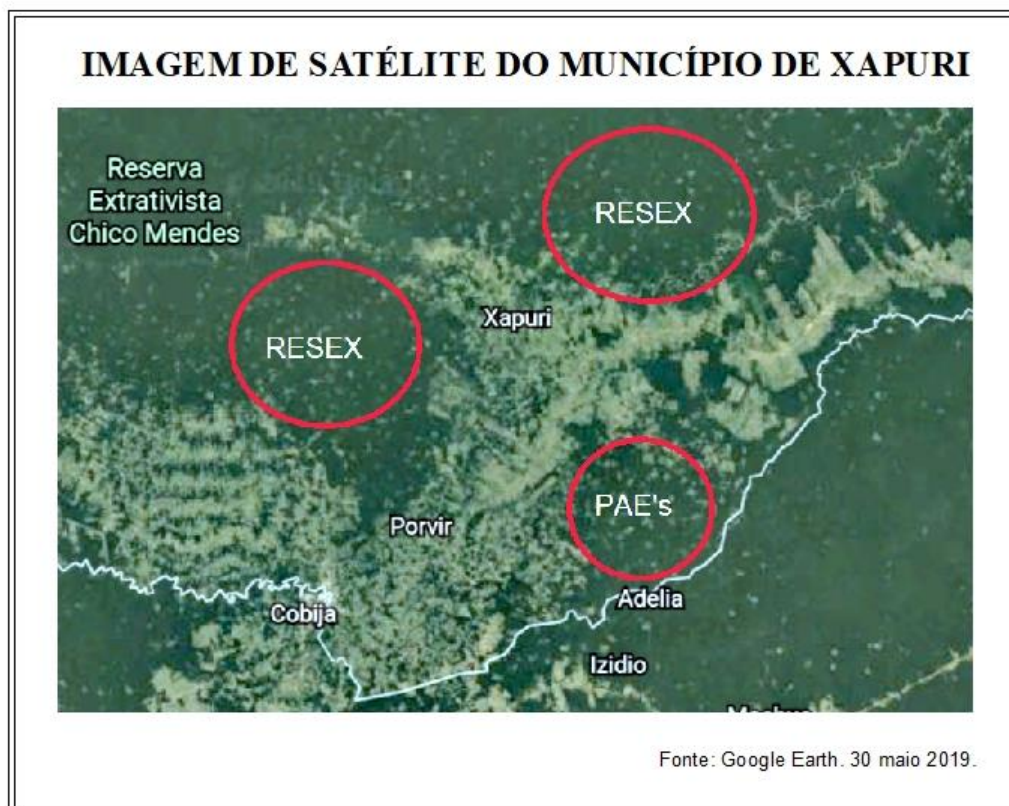 IMAGEM DE SATÉLITE DO MUNICÍPIO DE XAPURI
Reserva
Extrativista
Chico Mendes
RESEX
Xapuri
RESEX
PAE's
Porvir
Adélia
Cobija
Izidio
Fonte: Google Earth. 30 maio 2019.